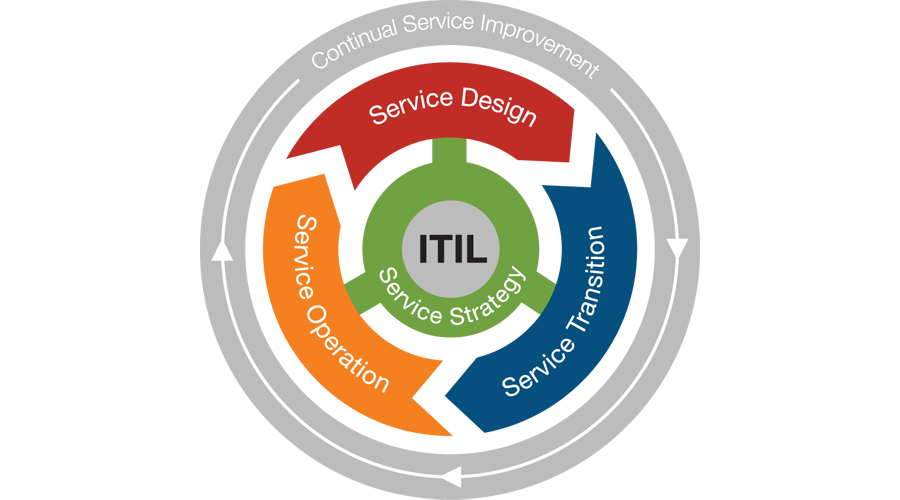 Continual Service Improvement
Service Design
Service Transition
Service Operation
ITIL
Service Strategy